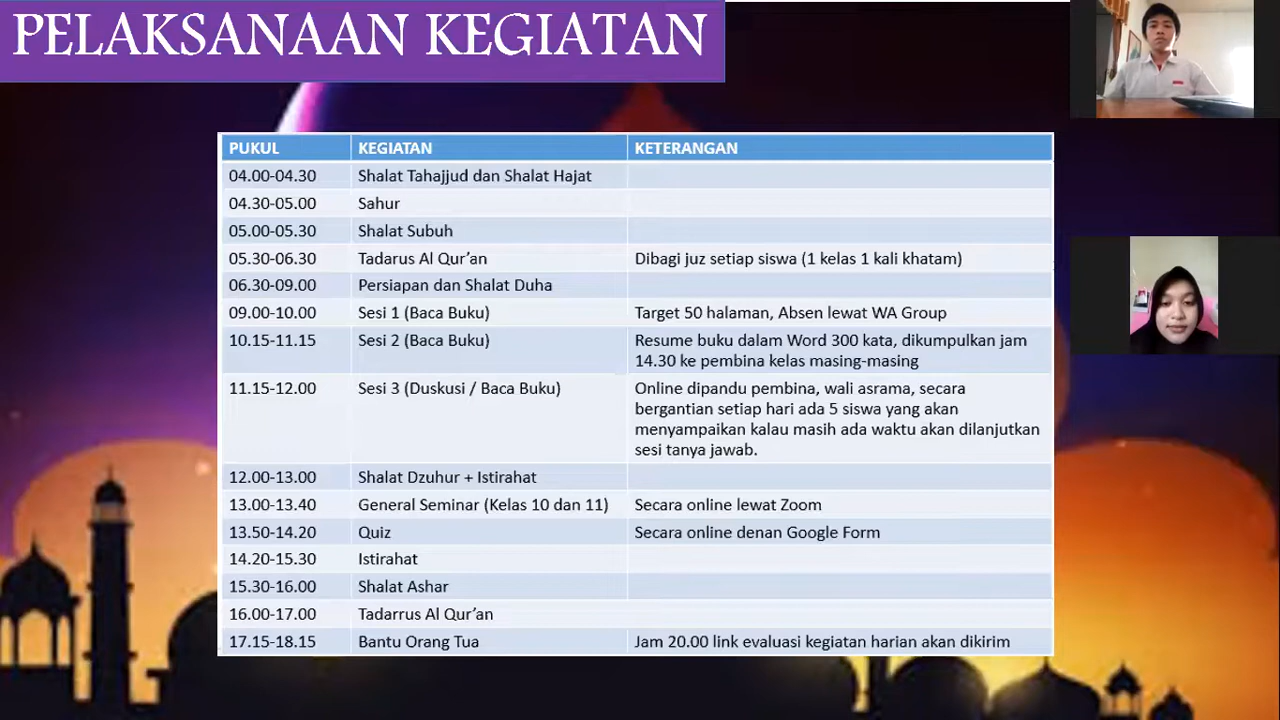 PELAKSANAAN KEGIATAN
PUKUL KEGIATAN KETERANGAN
04.00-04.30 Shalat Tahajjud dan Shalat Hajat
04.30-05.00 Sahur
05.00-05.30 Shalat Subuh
05.30-06.30 Tadarus Al Qur’an Dibagi juz setiap siswa (1 kelas 1 kali khatam)
06.30-09.00 Persiapan dan Shalat Duha
09.00-10.00 Sesi 1 (Baca Buku) Target 50 halaman, Absen lewat WA Group
10.15-11.15 Sesi 2 (Baca Buku) Resume buku dalam Word 300 kata, dikumpulkan jam
14.30 ke pembina kelas masing-masing
11.15-12.00 Sesi 3 (Duskusi / Baca Buku) Online dipandu pembina, wali asrama, secara
bergantian setiap hari ada 5 siswa yang akan
menyampaikan kalau masih ada waktu akan dilanjutkan
sesi tanya jawab.
12.00-13.00 Shalat Dzuhur + Istirahat
13.00-13.40 General Seminar (Kelas 10 dan 11) Secara online lewat Zoom
13.50-14.20 Quiz Secara online denan Google Form
14.20-15.30 Istirahat
15.30-16.00 Shalat Ashar
16.00-17.00 Tadarrus Al Qur’an
17.15-18.15 Bantu Orang Tua Jam 20.00 link evaluasi kegiatan harian akan dikirim